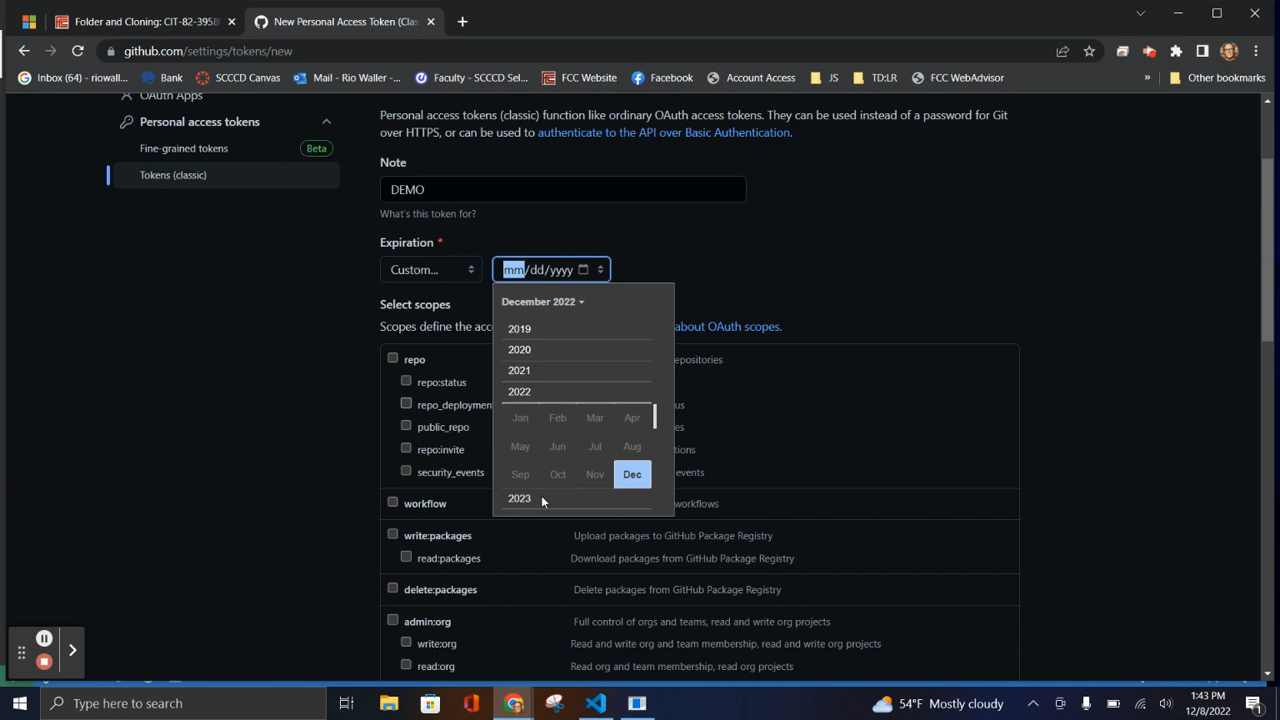 Folder and Cloning: CIT-82-3958
New Personal Access Token (Clas
github.com/settings/tokens/new
Inbox (64) - riowall...
Bank
SCCCD Canvas
Mail - Rio Waller -...
Faculty - SCCCD Sel...
FCC Website
Facebook
Account Access
JS
TD:LR
FCC WebAdvisor
»
Other bookmarks
OAuth Apps
Personal access tokens
Fine-grained tokens
Beta
Tokens (classic)
Personal access tokens (classic) function like ordinary OAuth access tokens. They can be used instead of a password for Git
over HTTPS, or can be used to authenticate to the API over Basic Authentication.
Note
DEMO
What's this token for?
Expiration *
Custom...
mm/dd/yyyy
December 2022
2019
2020
2021
2022
Jan Feb Mar Apr
May Jun Jul Aug
Sep Oct Nov Dec
2023
Select scopes
Scopes define the acc
about OAuth scopes.
repo
epositories
repo:status
repo_deploymen
us
public_repo
es
repo:invite
ons
security_events
events
workflow
workflows
write:packages
Upload packages to GitHub Package Registry
read:packages
Download packages from GitHub Package Registry
delete:packages
Delete packages from GitHub Package Registry
admin:org
Full control of orgs and teams, read and write org projects
write:org
Read and write org and team membership, read and write org projects
read:org
Read org and team membership, read org projects
Type here to search
54°F Mostly cloudy
1:43 PM
12/8/2022
1